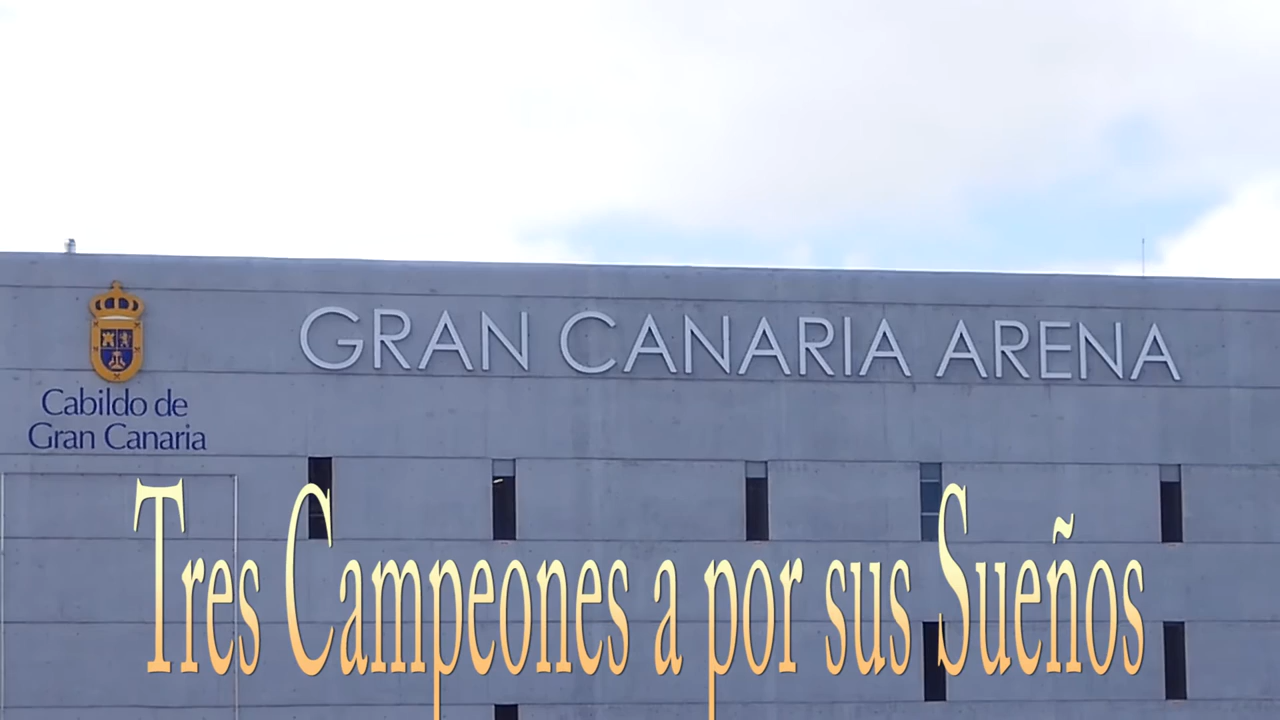 GRAN CANARIA ARENA
Cabildo de
Gran Canaria
Tres Campeones a por sus Sueños